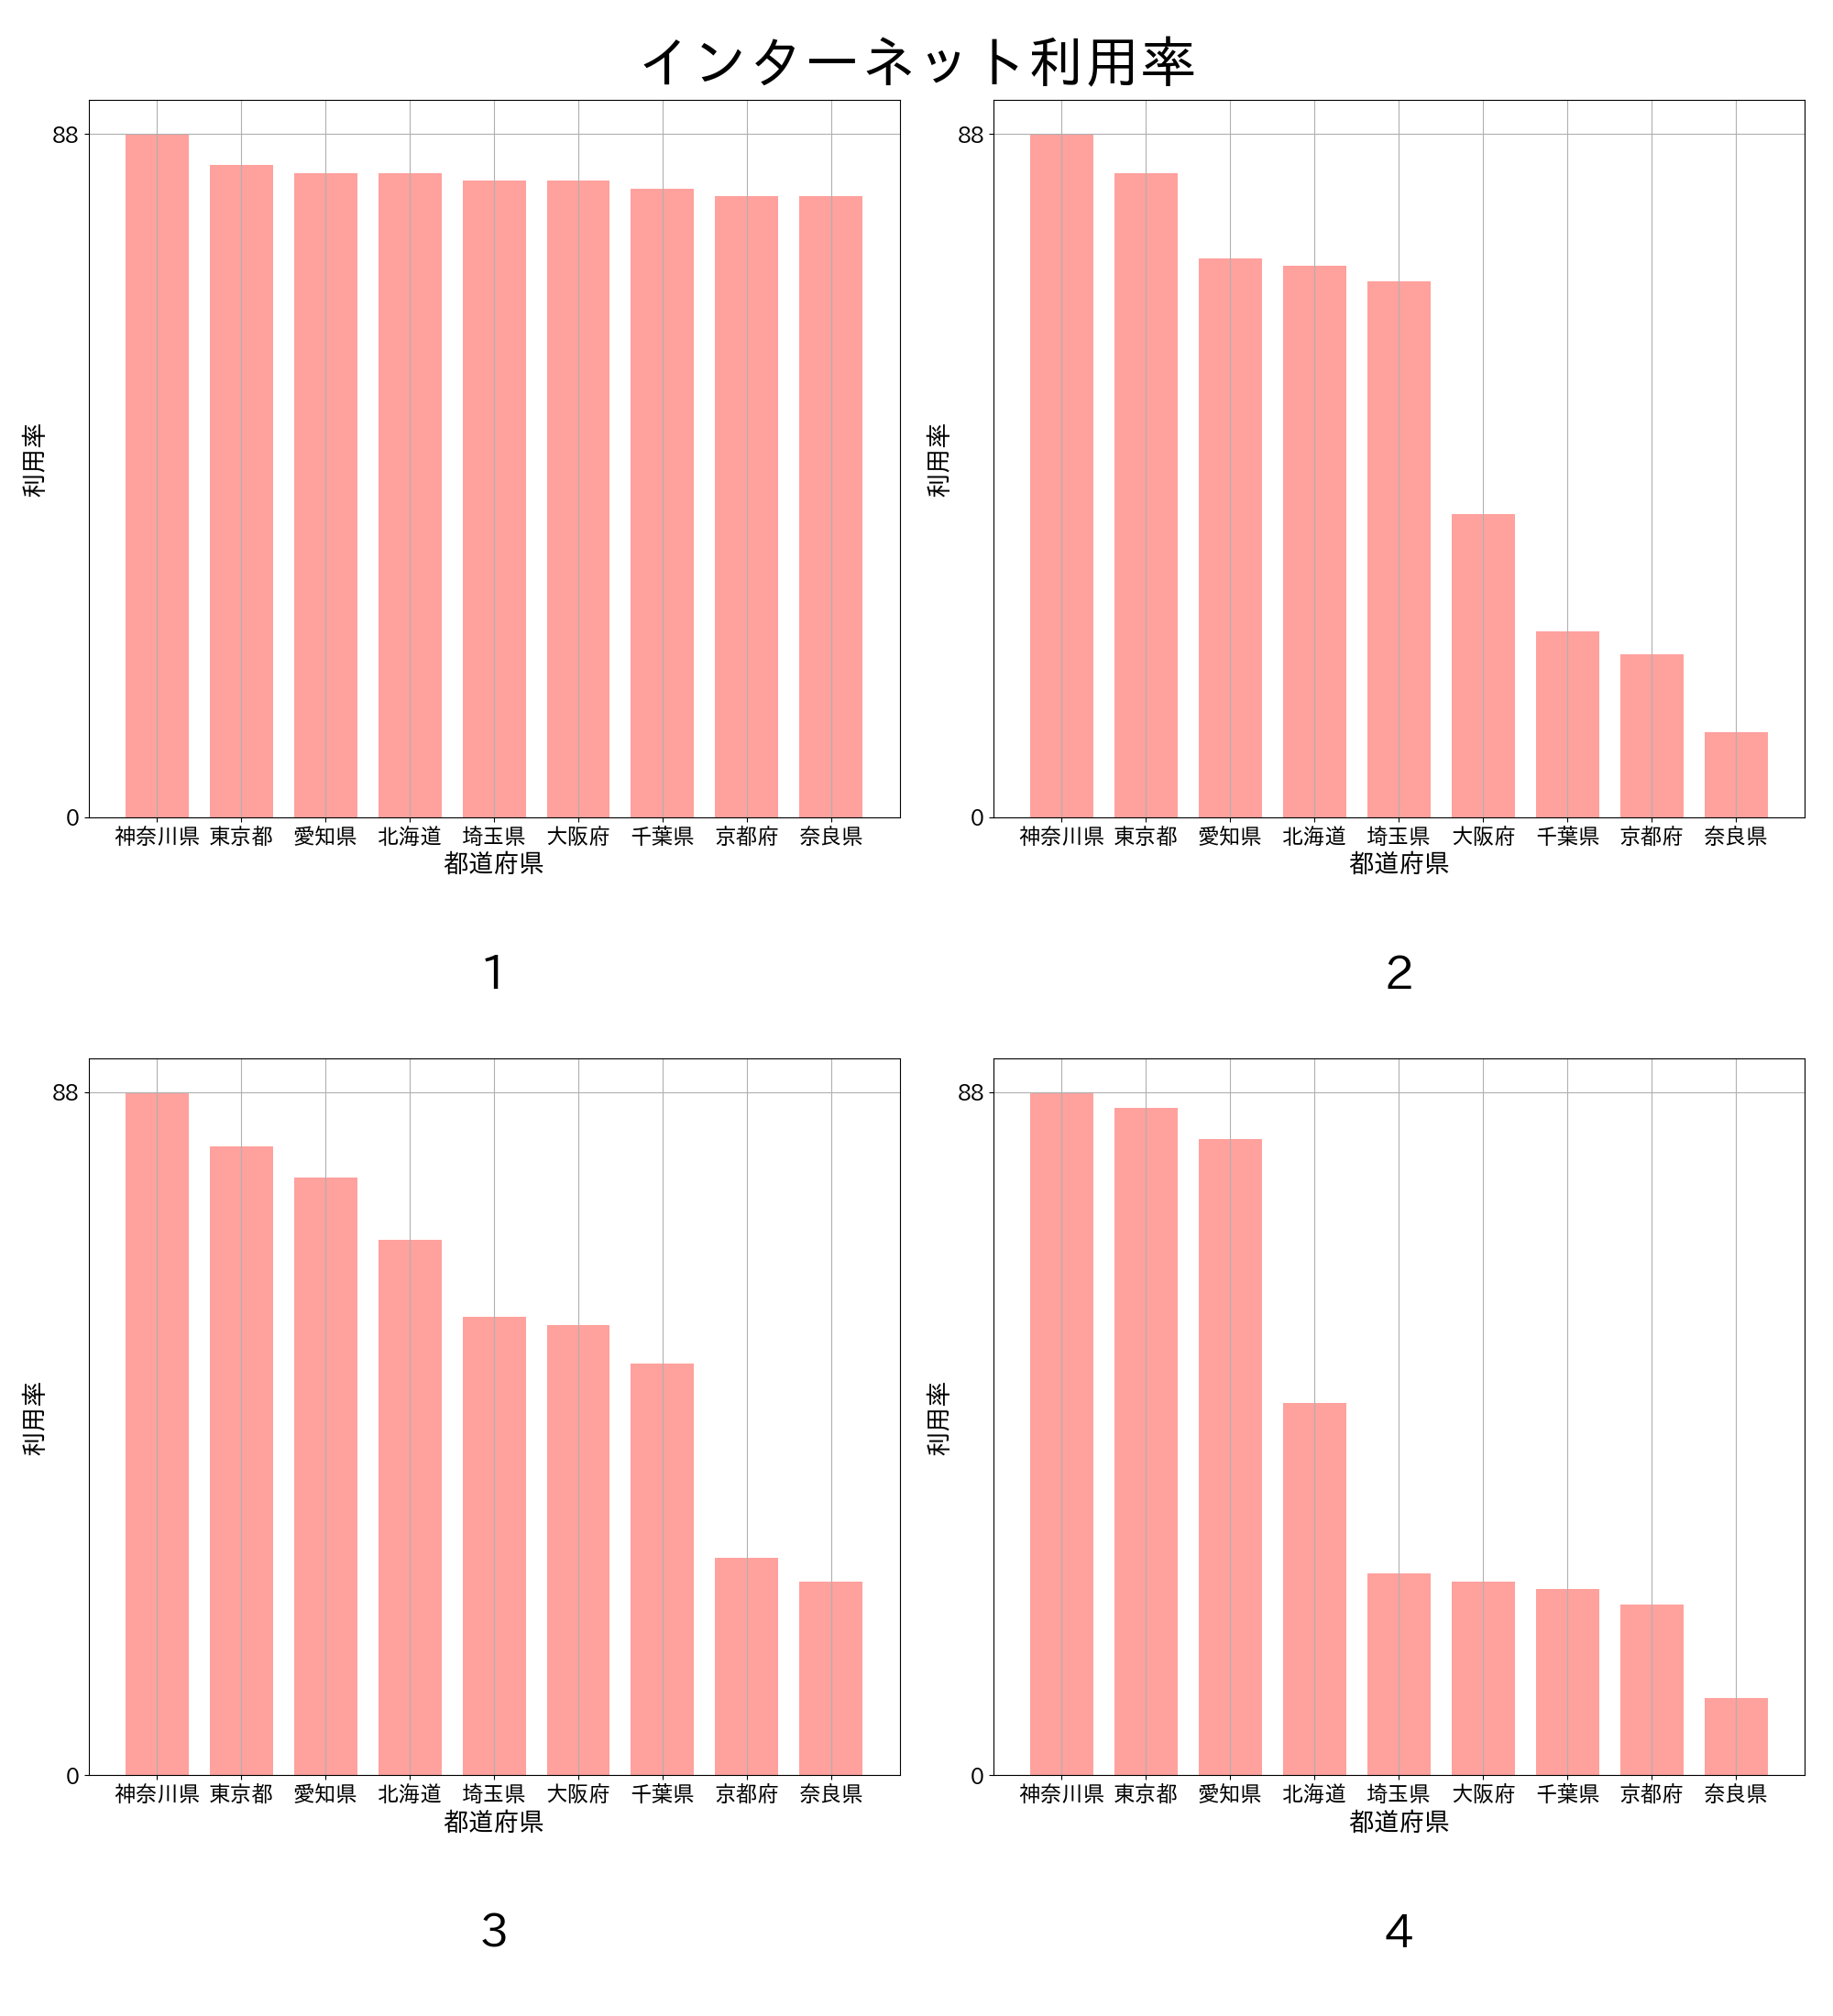 インターネット利用率
88
0
利用率
神奈川県 東京都 愛知県 北海道 埼玉県 大阪府 千葉県 京都府 奈良県
都道府県
1
88
0
利用率
神奈川県 東京都 愛知県 北海道 埼玉県 大阪府 千葉県 京都府 奈良県
都道府県
2
88
0
利用率
神奈川県 東京都 愛知県 北海道 埼玉県 大阪府 千葉県 京都府 奈良県
都道府県
3
88
0
利用率
神奈川県 東京都 愛知県 北海道 埼玉県 大阪府 千葉県 京都府 奈良県
都道府県
4